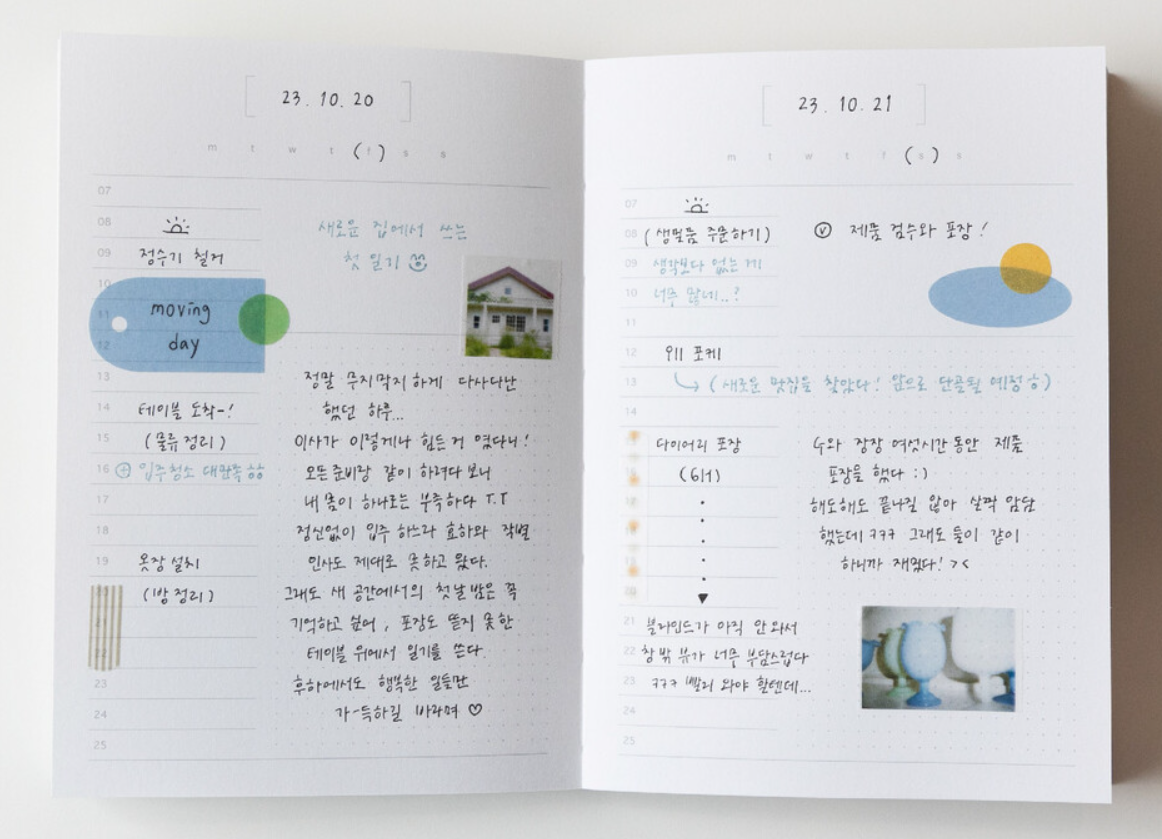 23. 10. 20
m t w t (f) s s
07
08
09 정수기 철거
10
11 moving
12 day
13
14 테이블 도착-!
15 (물류 정리)
16 ⊕ 입주청소 대만족 ㅎㅎ
17
18
19 옷장 설치
20 (방 정리)
22
23
24
25
새로운 집에서 쓰는
첫 일기
정말 무지막지하게 다사다난
했던 하루...
이사가 이렇게나 힘든 거 였다니!
모든 준비랑 같이 하려다 보니
내 몸이 하나로는 부족하다 T.T
정신없이 입주 하느라 효하와 작별
인사도 제대로 못하고 왔다.
그래도 새 공간에서의 첫날 밤은 꼭
기억하고 싶어, 포장도 뜯지 못한
테이블 위에서 일기를 쓴다.
후하에서도 행복한 일들만
가-득하길 바라며 ♡
23. 10. 21
m t w t f (s) s
07
08 (생필품 주문하기)
09 생각보다 없는 게
10 너무 많네..?
11
12 위 포케
13 (새로운 맛집을 찾았다! 앞으로 단골될 예정 ㅎ)
14
다이어리 포장
(6H)
21 블라인드가 아직 안 와서
22 창 밖 뷰가 너무 부담스럽다
23 ㅋㅋㅋ 빨리 와야 할텐데...
24
25
ⓥ 제품 검수와 포장!
와 장장 여섯시간 동안 제품
포장을 했다 :)
해도해도 끝나질 않아 살짝 암담
했는데 ㅋㅋㅋ 그래도 둘이 같이
하니까 재밌다! > <